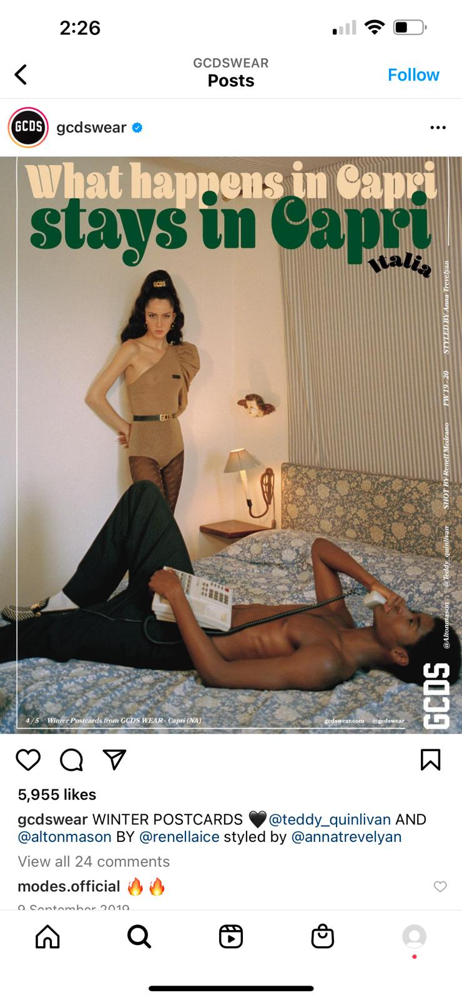 2:26
GCDSWEAR
Posts
Follow
GCDS
gcdswear
What happens in Capri
stays in Capri
Italia
GCDS
GCDS
STYLED BY Anna Trevelyan
FW 19 - 20
SHOT BY Renell Medrano
@Teddy_quinlivan
@Altonmason
GCDS
4 / 5 Winter Postcards from GCDS WEAR - Capri (NA)
gcdswear.com @gcdswear
5,955 likes
gcdswear WINTER POSTCARDS 🖤@teddy_quinlivan AND
@altonmason BY @renellaice styled by @annatrevelyan
View all 24 comments
modes.official 🔥🔥
9 September 2019